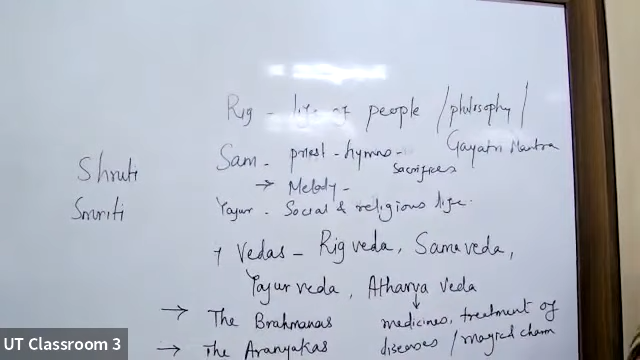 Rig - life of people / philosophy /
Gayatri Mantra
Sam - priest - hymns -
sacrifices
→ Melody -
Yajur - Social & religious life.
Shruti
Smriti
Vedas - Rig veda, Sama veda,
Yajur veda, Atharva veda
→ The Brahmanas
medicines, treatment of
→ The Aranyakas
diseases / magical charm
UT Classroom 3